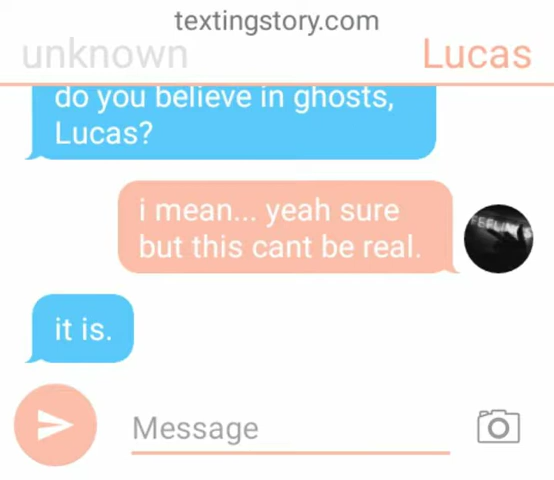 textingstory.com
unknown
Lucas
do you believe in ghosts,
Lucas?
i mean... yeah sure
but this cant be real.
it is.
Message